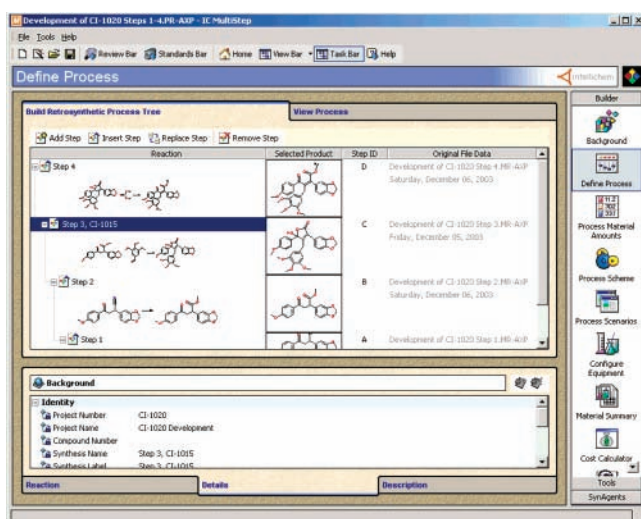 Development of CI-1020 Steps 1-4.PR-AXP - IC MultiStep
File Tools Help
Review Bar Standards Bar Home View Bar Task Bar Help
Define Process
intellichem
Builder
Build Retrosynthetic Process Tree View Process
Add Step Insert Step Replace Step Remove Step
Reaction Selected Product Step ID Original File Data
Step 4 D Development of CI-1020 Step 4.MR-AXP
Saturday, December 06, 2003
Step 3, CI-1015 C Development of CI-1020 Step 3.MR-AXP
Friday, December 05, 2003
Step 2 B Development of CI-1020 Step 2.MR-AXP
Saturday, December 06, 2003
Step 1 A Development of CI-1020 Step 1.MR-AXP
Background
Identity
Project Number CI-1020
Project Name CI-1020 Development
Compound Number
Synthesis Name Step 3, CI-1015
Synthesis Label Step 3, CI-1015
Reaction Details Description
Background
Define Process
Process Material
Amounts
Process Scheme
Process Scenarios
Configure
Equipment
Material Summary
Cost Calculator
Tools
SynAgents